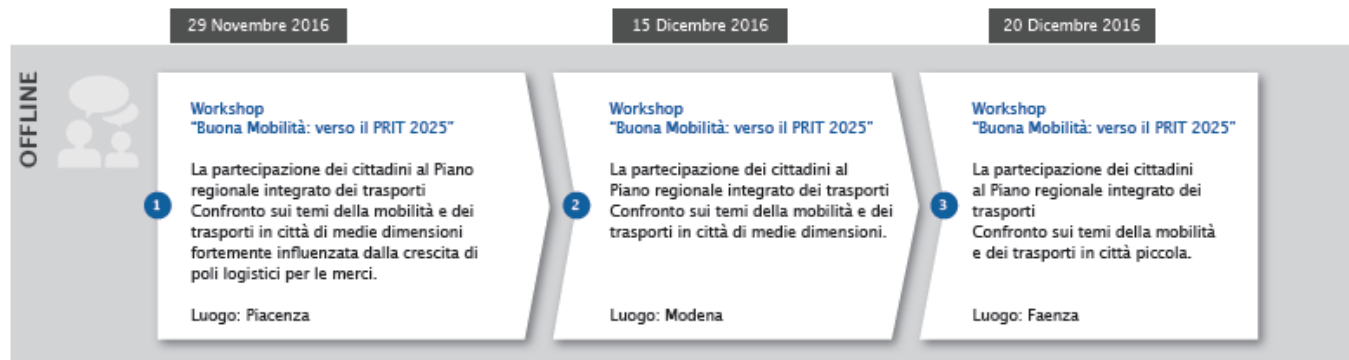 29 Novembre 2016
15 Dicembre 2016
20 Dicembre 2016
OFFLINE
1
Workshop
“Buona Mobilità: verso il PRIT 2025”
La partecipazione dei cittadini al Piano
regionale integrato dei trasporti
Confronto sui temi della mobilità e dei
trasporti in città di medie dimensioni
fortemente influenzata dalla crescita di
poli logistici per le merci.
Luogo: Piacenza
2
Workshop
“Buona Mobilità: verso il PRIT 2025”
La partecipazione dei cittadini al
Piano regionale integrato dei trasporti
Confronto sui temi della mobilità e dei
trasporti in città di medie dimensioni.
Luogo: Modena
3
Workshop
“Buona Mobilità: verso il PRIT 2025”
La partecipazione dei cittadini
al Piano regionale integrato dei
trasporti
Confronto sui temi della mobilità
e dei trasporti in città piccola.
Luogo: Faenza